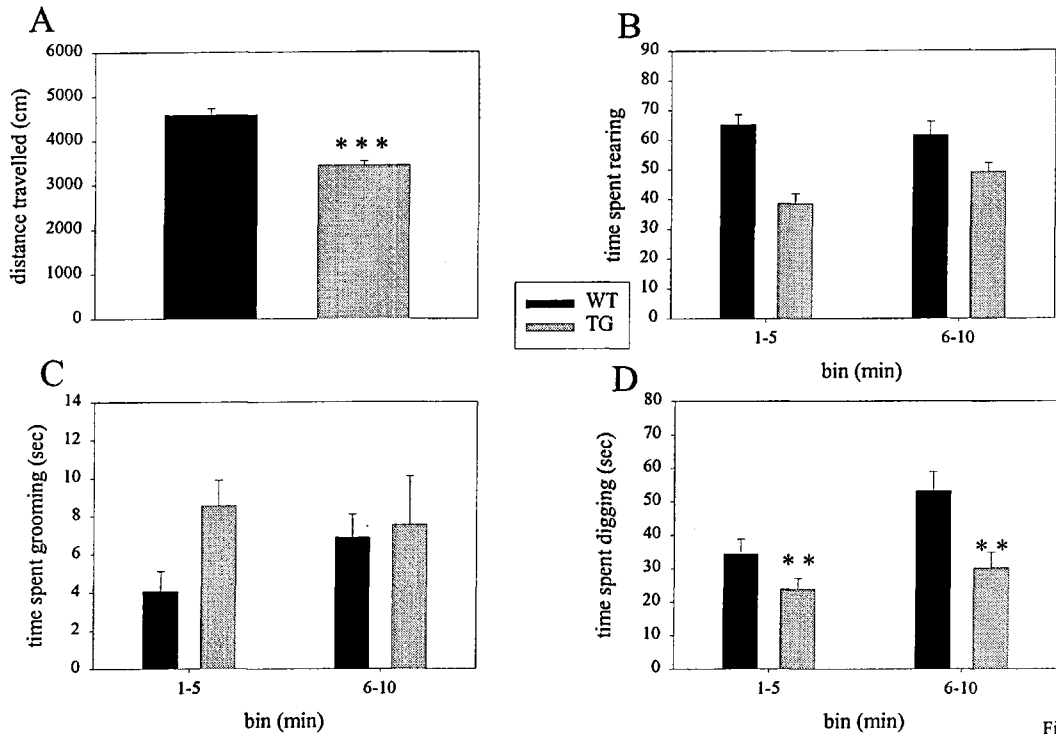 A
distance travelled (cm)
6000
5000
4000
3000
2000
1000
0
* * *
B
time spent rearing
90
80
70
60
50
40
30
20
10
0
1-5
6-10
bin (min)
WT
TG
C
time spent grooming (sec)
14
12
10
8
6
4
2
0
1-5
6-10
bin (min)
D
time spent digging (sec)
80
70
60
50
40
30
20
10
0
* *
* *
1-5
6-10
bin (min)
Fi